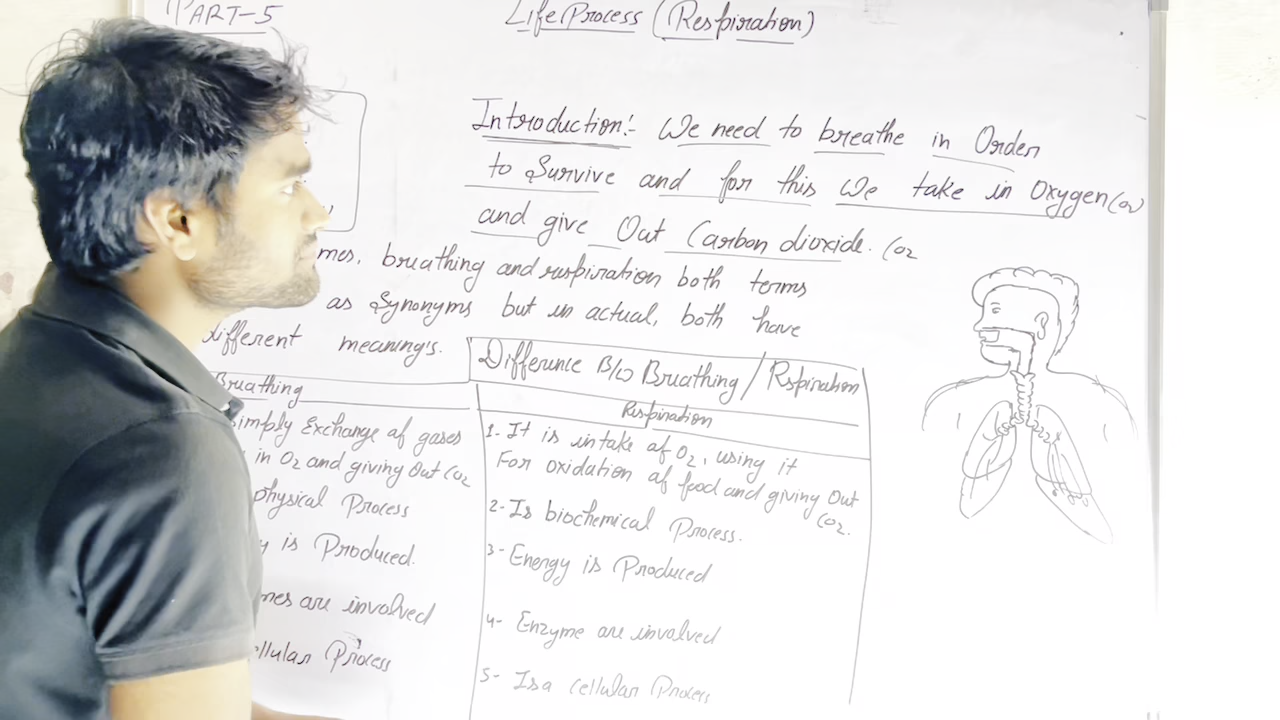 PART-5
Life Process (Respiration)
Introduction:- We need to breathe in Order
to Survive and for this We take in Oxygen(O2)
and give Out Carbon dioxide. CO2
mes, breathing and respiration both terms
as Synonyms but in actual, both have
different meaning's.
Difference B/w Breathing / Respiration
Breathing
Simply Exchange of gases
in O2 and giving Out CO2
physical Process
y is Produced.
mes are involved
ellular Process
Respiration
1- It is intake of O2, using it
For oxidation of food and giving Out
CO2.
2- Is biochemical Process.
3- Energy is Produced
4- Enzyme are involved
5- Is a cellular Process